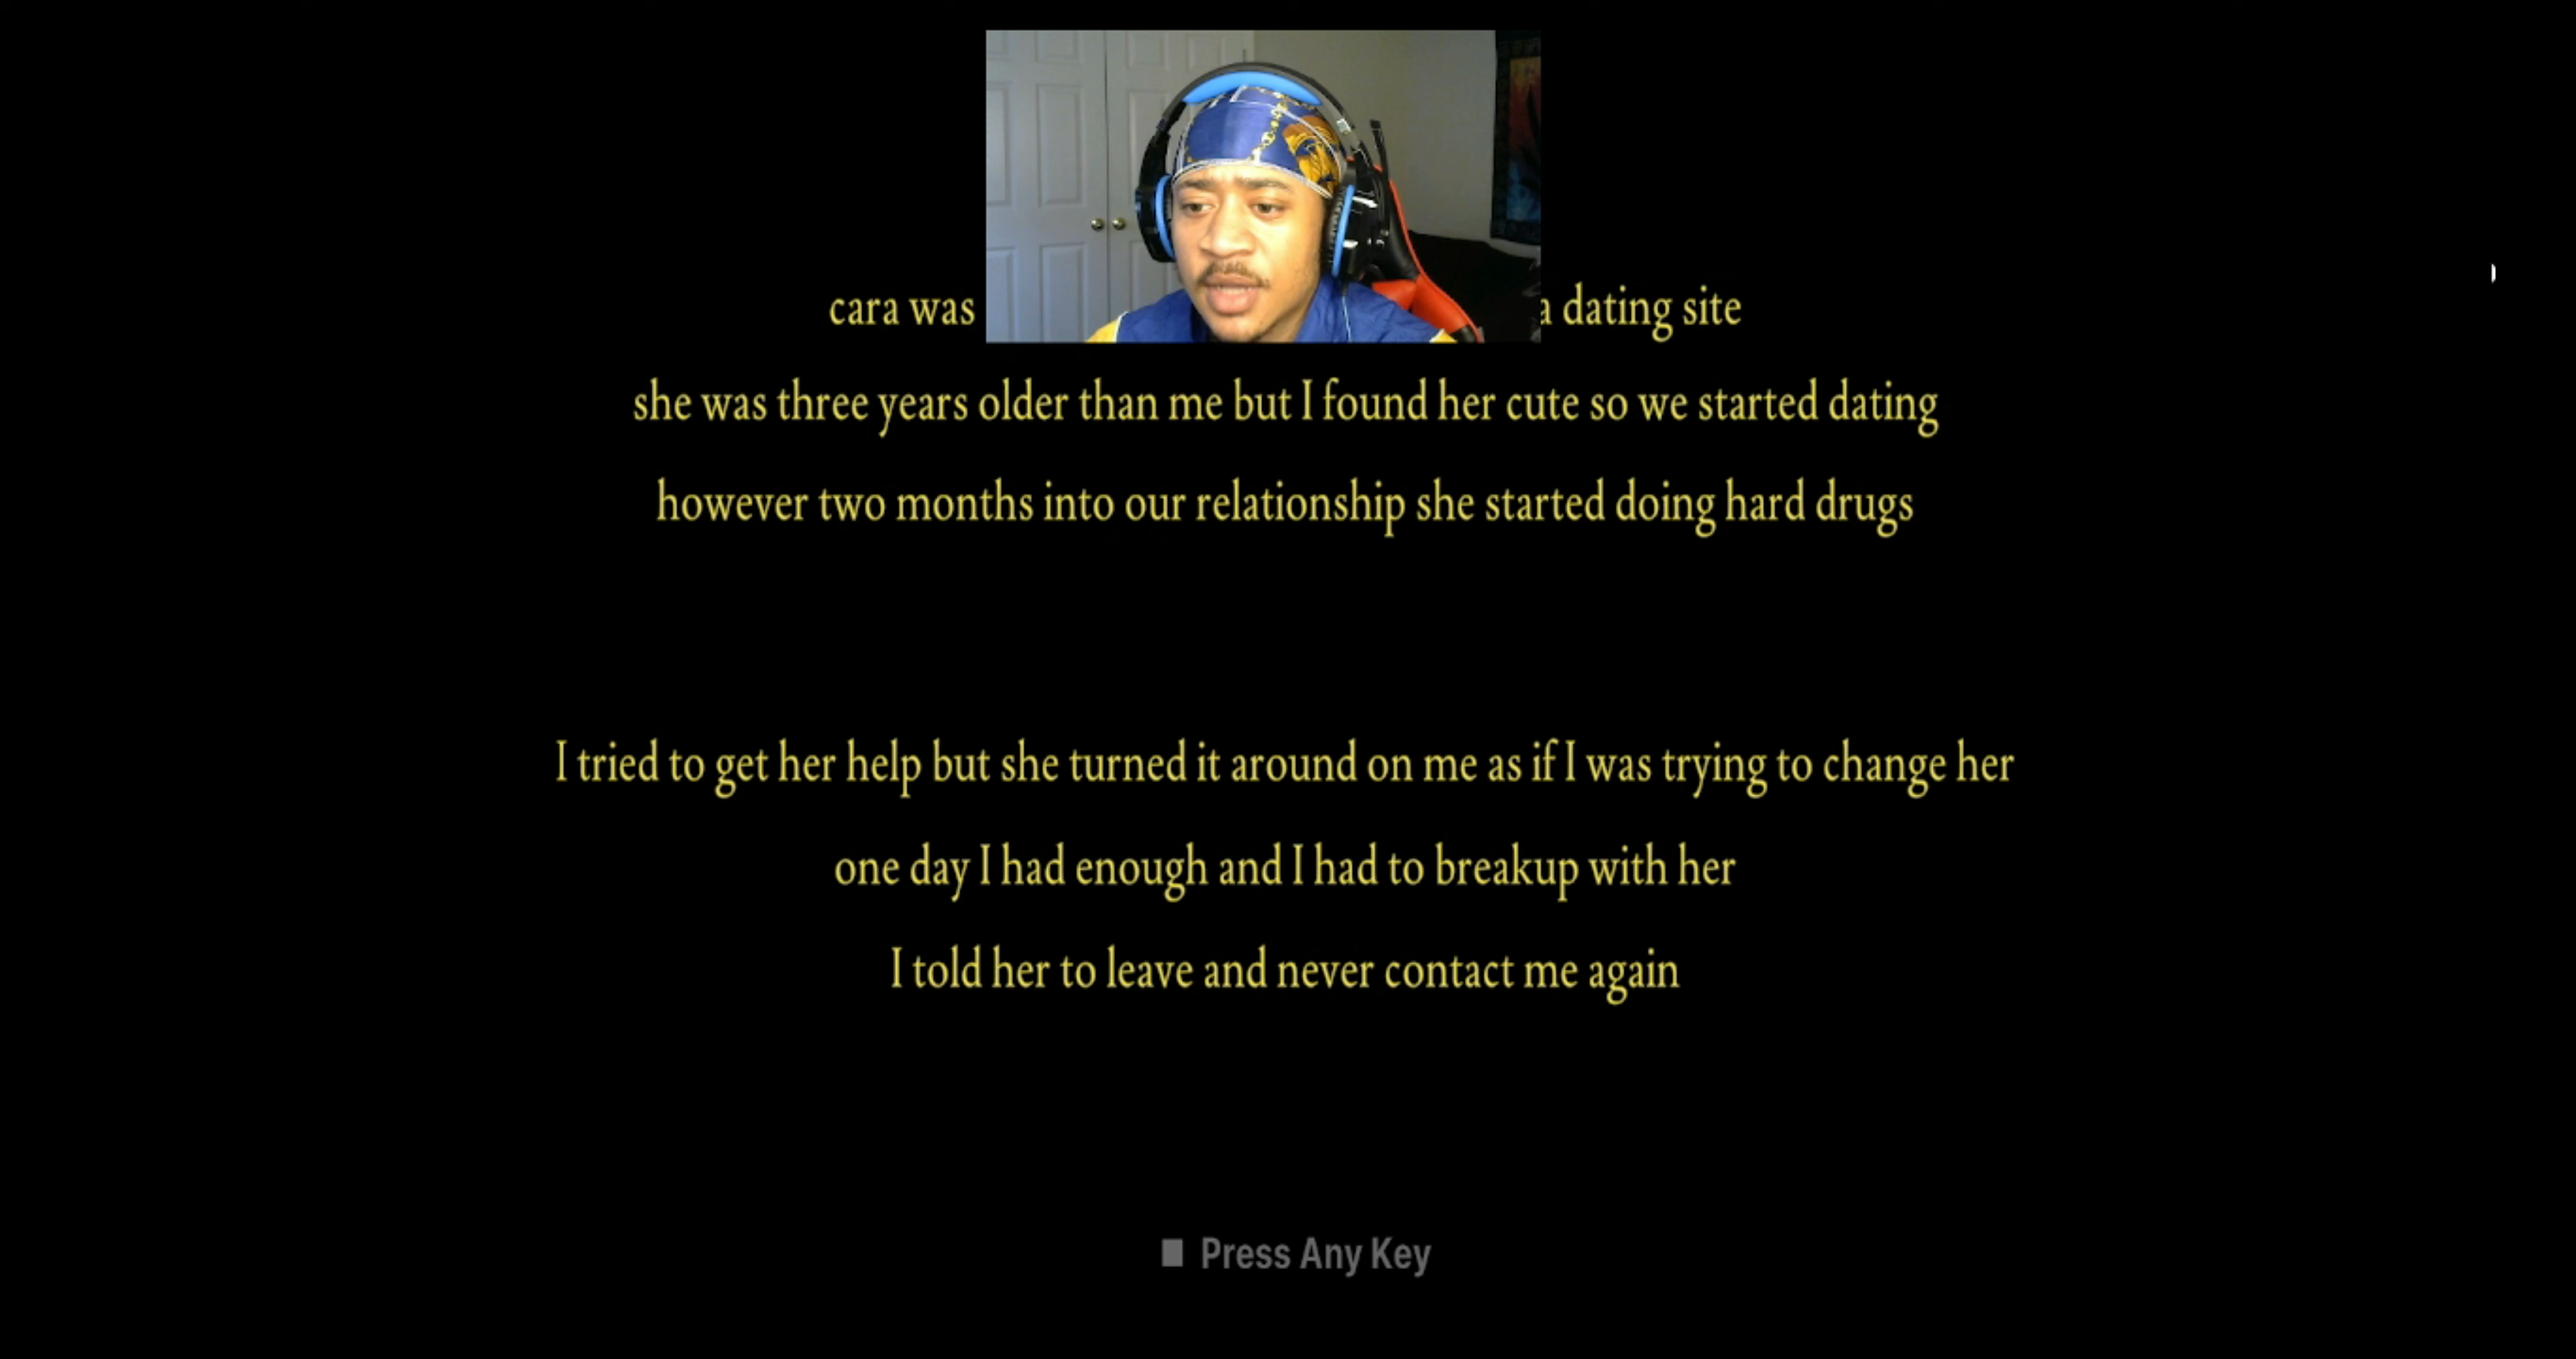 cara was a dating site
she was three years older than me but I found her cute so we started dating
however two months into our relationship she started doing hard drugs
I tried to get her help but she turned it around on me as if I was trying to change her
one day I had enough and I had to breakup with her
I told her to leave and never contact me again
Press Any Key